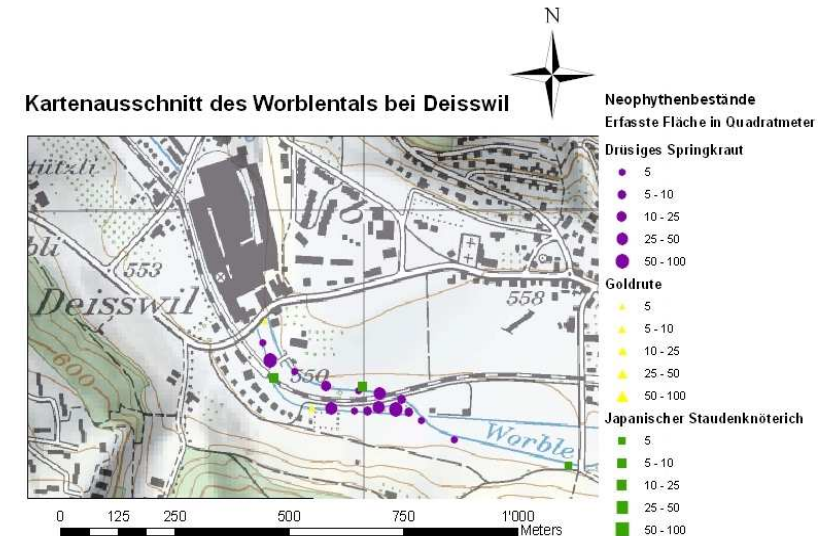 N
Kartenausschnitt des Worblentals bei Deisswil
Neophythenbestände
Erfasste Fläche in Quadratmeter
Drüsiges Springkraut
5
5 - 10
10 - 25
25 - 50
50 - 100
Goldrute
5
5 - 10
10 - 25
25 - 50
50 - 100
Japanischer Staudenknöterich
5
5 - 10
10 - 25
25 - 50
50 - 100
553
Deisswil
558
600
550
Worble
0 125 250 500 750 1'000
Meters